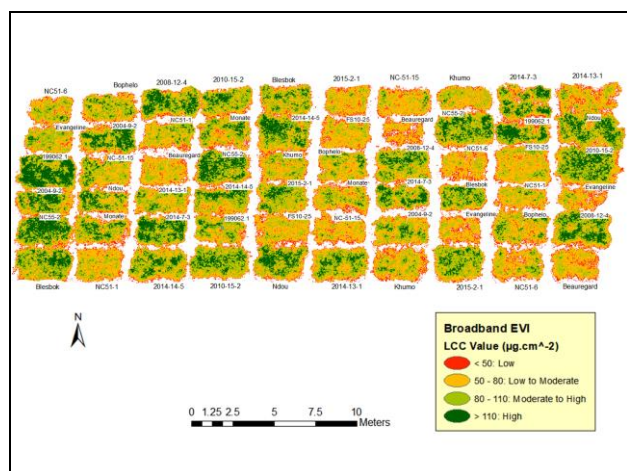 NC51-6 Bophelo 2008-12-4 2010-15-2 Blesbok 2015-2-1 NC-51-15 Khumo 2014-7-3 2014-13-1
Evangeline 2004-9-2 NC51-1 Monate 2014-14-5 FS10-25 Beauregard NC55-2 199062.1 Ndou
199062.1 NC-51-15 Beauregard NC55-2 Khumo Bophelo 2008-12-4 NC51-6 FS10-25 2010-15-2
2004-9-2 Ndou 2014-13-1 2014-14-5 2015-2-1 Monate 2014-7-3 Blesbok NC51-1 Evangeline
NC55-2 Monate 2014-7-3 199062.1 FS10-25 NC-51-15 2004-9-2 Evangeline Bophelo 2008-12-4
Blesbok NC51-1 2014-14-5 2010-15-2 Ndou 2014-13-1 Khumo 2015-2-1 NC51-6 Beauregard
N
Broadband EVI
LCC Value (µg.cm^-2)
< 50: Low
50 - 80: Low to Moderate
80 - 110: Moderate to High
> 110: High
0 1.25 2.5 5 7.5 10
Meters